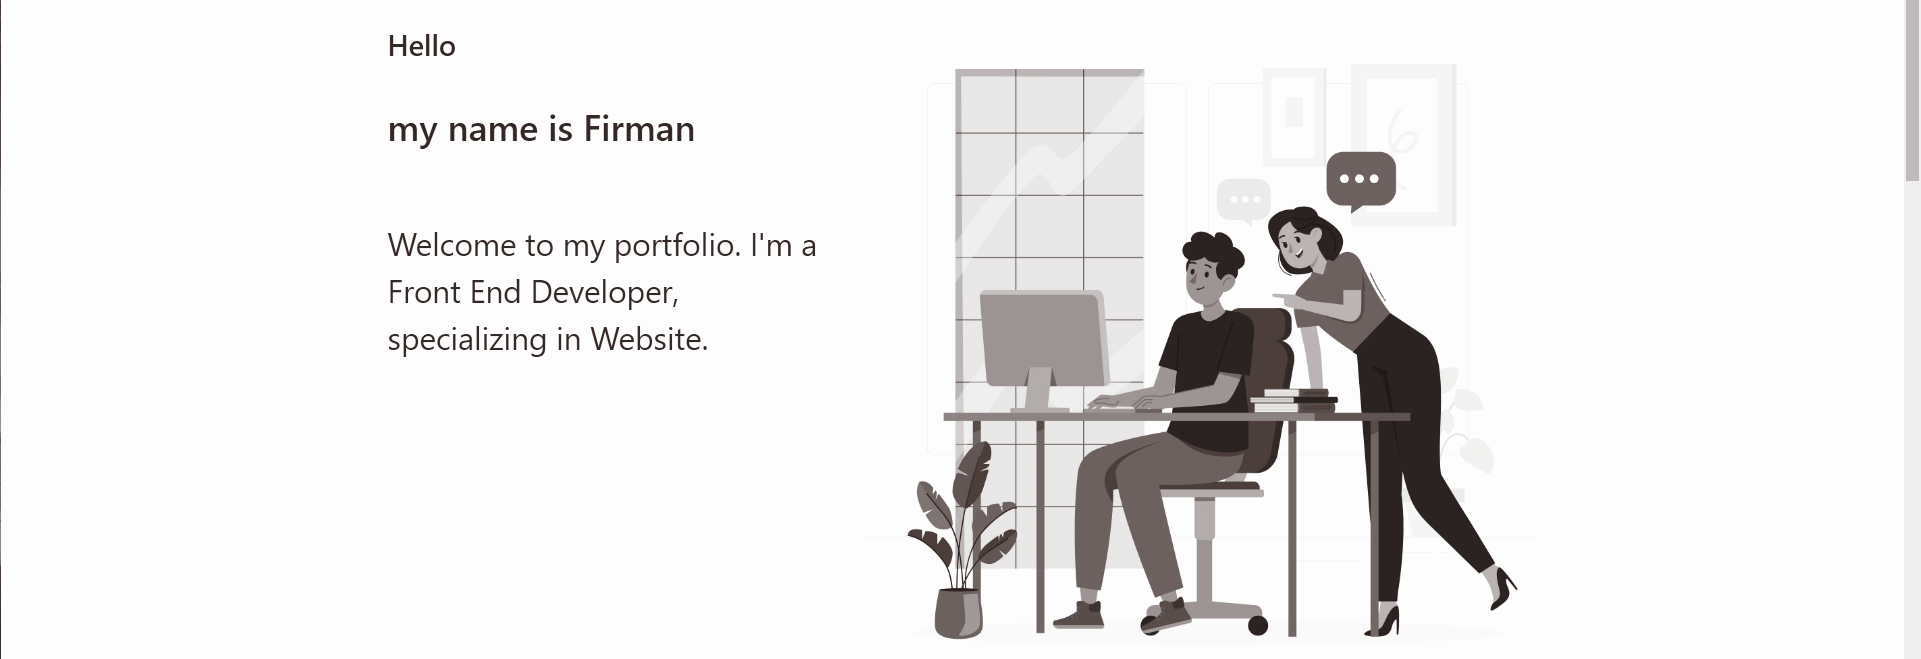 Hello
my name is Firman
Welcome to my portfolio. I'm a
Front End Developer,
specializing in Website.